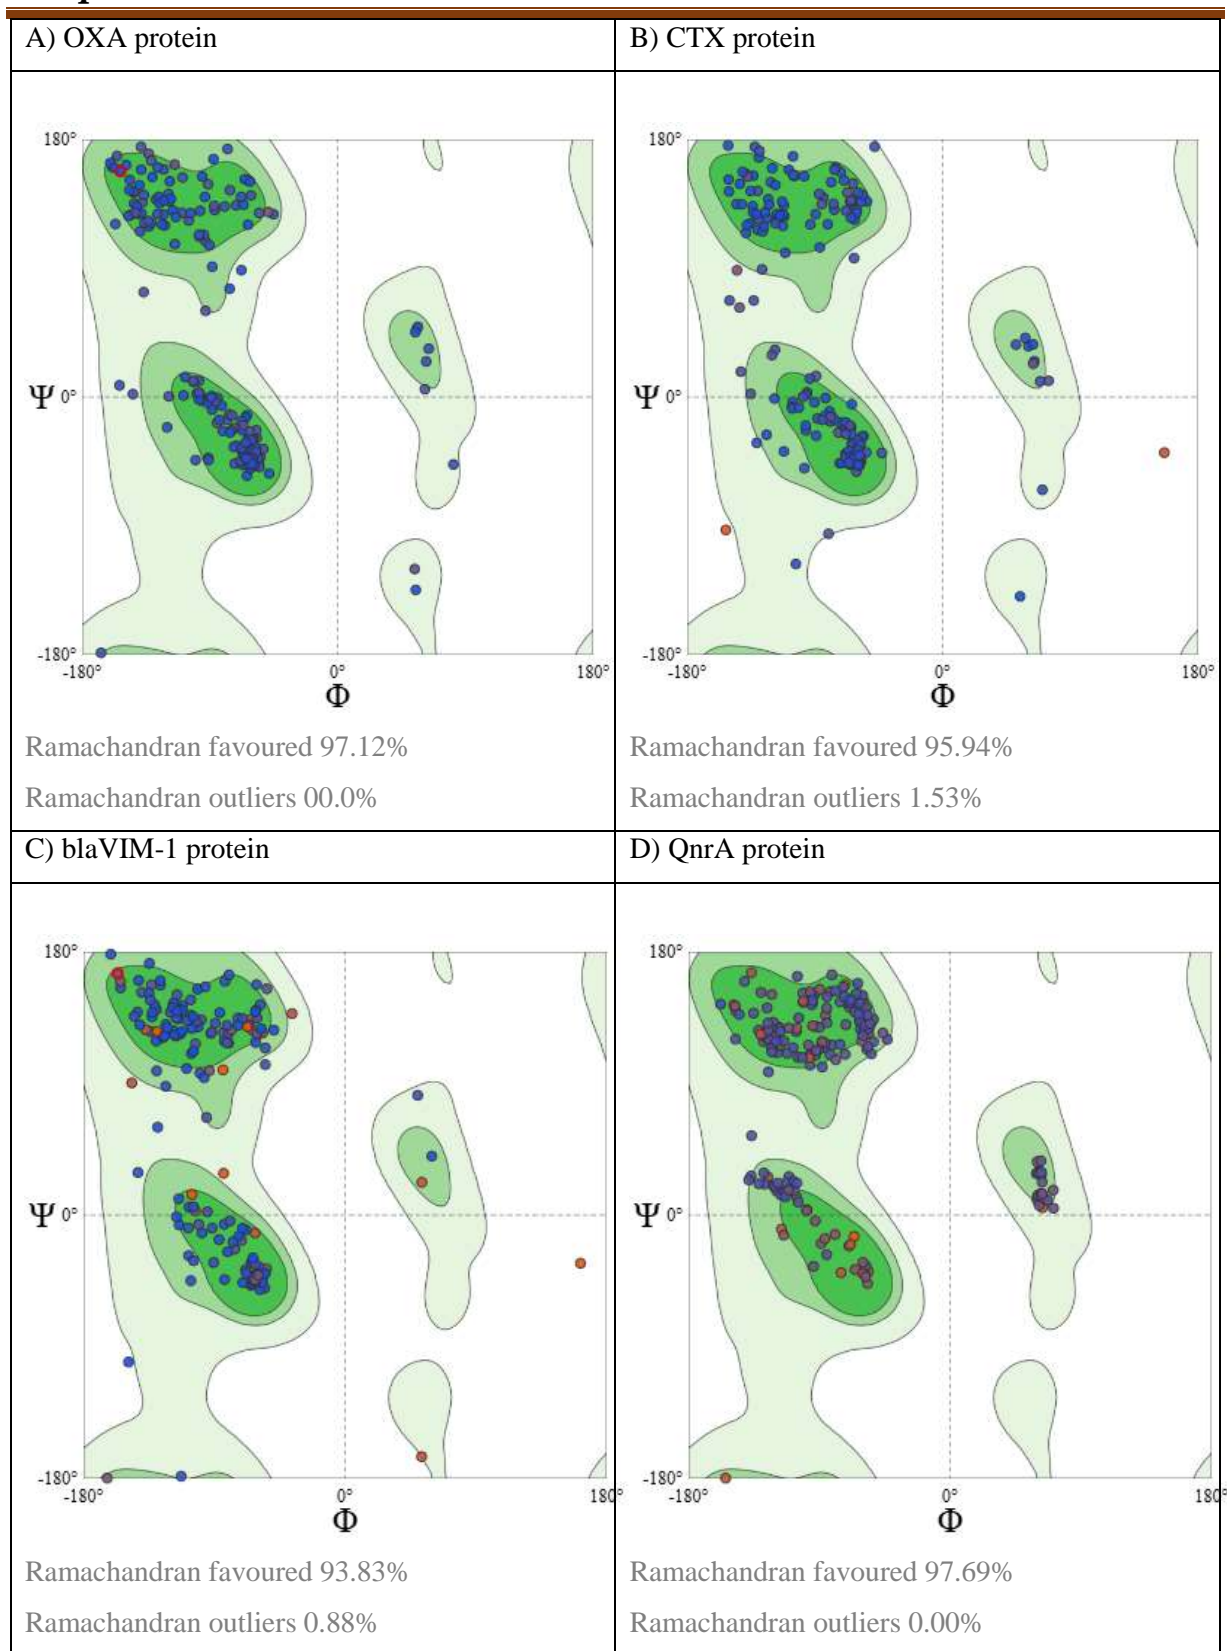 A) OXA protein
B) CTX protein
180°
Ψ 0°
-180°
-180°
0°
180°
Φ
180°
Ψ 0°
-180°
-180°
0°
180°
Φ
Ramachandran favoured 97.12%
Ramachandran outliers 00.0%
Ramachandran favoured 95.94%
Ramachandran outliers 1.53%
C) blaVIM-1 protein
D) QnrA protein
180°
Ψ 0°
-180°
-180°
0°
180°
Φ
180°
Ψ 0°
-180°
-180°
0°
180°
Φ
Ramachandran favoured 93.83%
Ramachandran outliers 0.88%
Ramachandran favoured 97.69%
Ramachandran outliers 0.00%